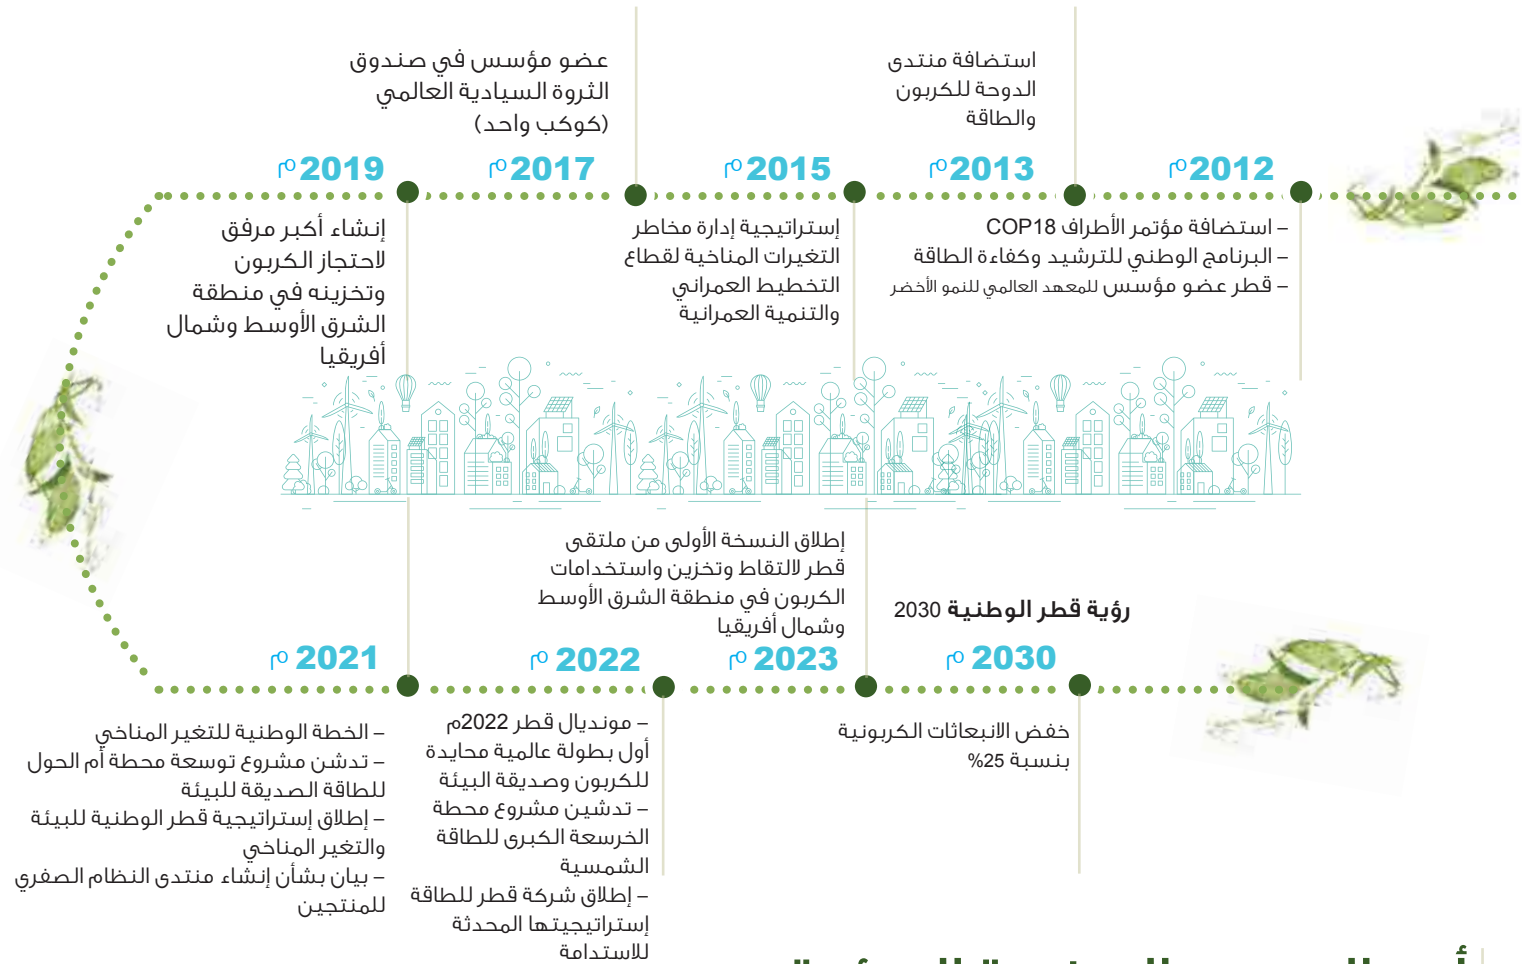 2012م
– استضافة مؤتمر الأطراف COP18
– البرنامج الوطني للترشيد وكفاءة الطاقة
– قطر عضو مؤسس للمعهد العالمي للنمو الأخضر
استضافة منتدى
الدوحة للكربون
والطاقة
2013م
2015م
إستراتيجية إدارة مخاطر
التغيرات المناخية لقطاع
التخطيط العمراني
والتنمية العمرانية
عضو مؤسس في صندوق
الثروة السيادية العالمي
(كوكب واحد)
2017م
2019م
إنشاء أكبر مرفق
لاحتجاز الكربون
وتخزينه في منطقة
الشرق الأوسط وشمال
أفريقيا
2021 م
– الخطة الوطنية للتغير المناخي
– تدشن مشروع توسعة محطة أم الحول
للطاقة الصديقة للبيئة
– إطلاق إستراتيجية قطر الوطنية للبيئة
والتغير المناخي
– بيان بشأن إنشاء منتدى النظام الصفري
للمنتجين
2022 م
– مونديال قطر 2022م
أول بطولة عالمية محايدة
للكربون وصديقة البيئة
– تدشين مشروع محطة
الخرسعة الكبرى للطاقة
الشمسية
– إطلاق شركة قطر للطاقة
إستراتيجيتها المحدثة
للاستدامة
إطلاق النسخة الأولى من ملتقى
قطر لالتقاط وتخزين واستخدامات
الكربون في منطقة الشرق الأوسط
وشمال أفريقيا
2023 م
رؤية قطر الوطنية 2030
2030 م
خفض الانبعاثات الكربونية
بنسبة 25%